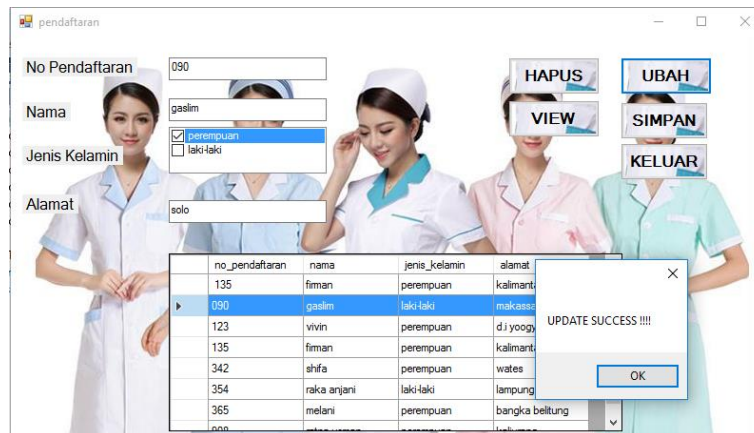 pendaftaran
No Pendaftaran
090
HAPUS
UBAH
Nama
gaslim
VIEW
SIMPAN
perempuan
Jenis Kelamin
laki-laki
KELUAR
Alamat
solo
no_pendaftaran nama jenis_kelamin alamat
135 firman perempuan
090 gaslim laki-laki
123 vivin perempuan d.i
135 firman perempuan
342 shifa perempuan wates
354 raka anjani laki-laki lampung
365 melani perempuan bangka belitung
UPDATE SUCCESS !!!!
OK